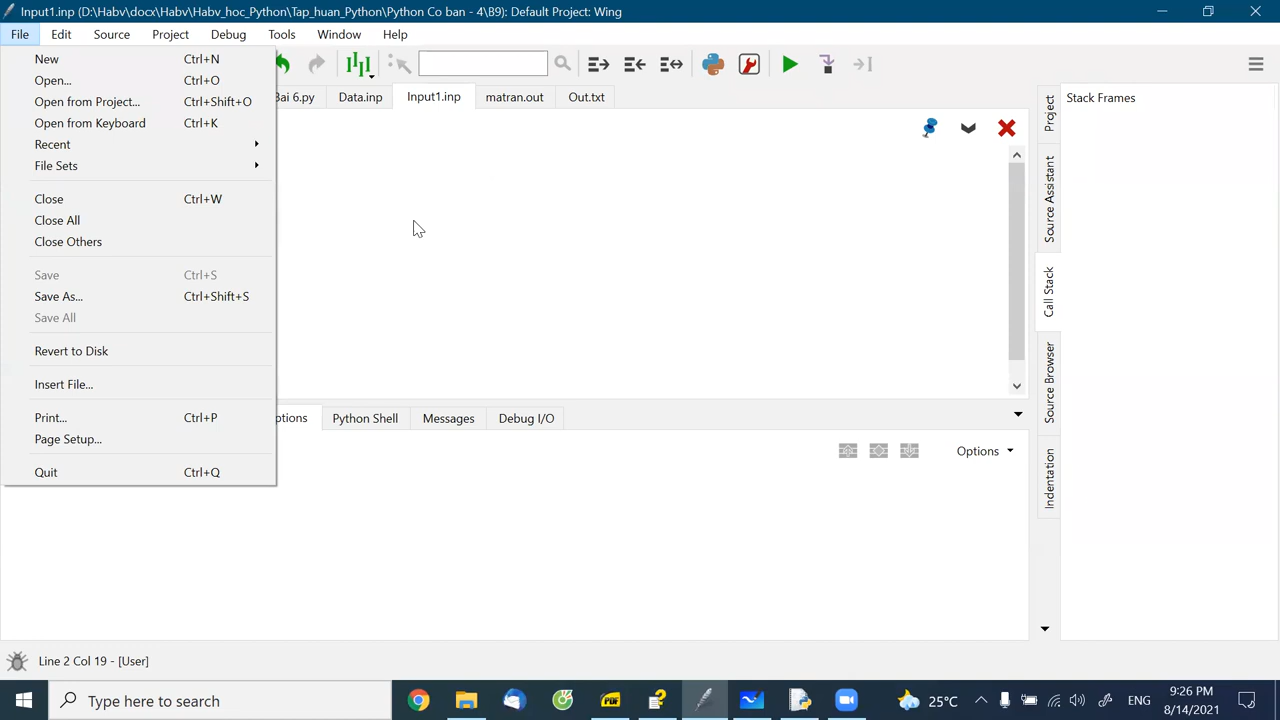 Input1.inp (D:\Habv\docx\Habv\Habv_hoc_Python\Tap_huan_Python\Python Co ban - 4\B9): Default Project: Wing
File Edit Source Project Debug Tools Window Help
New Ctrl+N
Open... Ctrl+O
Open from Project... Ctrl+Shift+O
Open from Keyboard Ctrl+K
Recent
File Sets
Close Ctrl+W
Close All
Close Others
Save Ctrl+S
Save As... Ctrl+Shift+S
Save All
Revert to Disk
Insert File...
Print... Ctrl+P
Page Setup...
Quit Ctrl+Q
Bai 6.py Data.inp Input1.inp matran.out Out.txt
Python Shell Messages Debug I/O
Options
Project
Source Assistant
Call Stack
Source Browser
Indentation
Stack Frames
Line 2 Col 19 - [User]
Type here to search
PDF
25°C
ENG
9:26 PM
8/14/2021